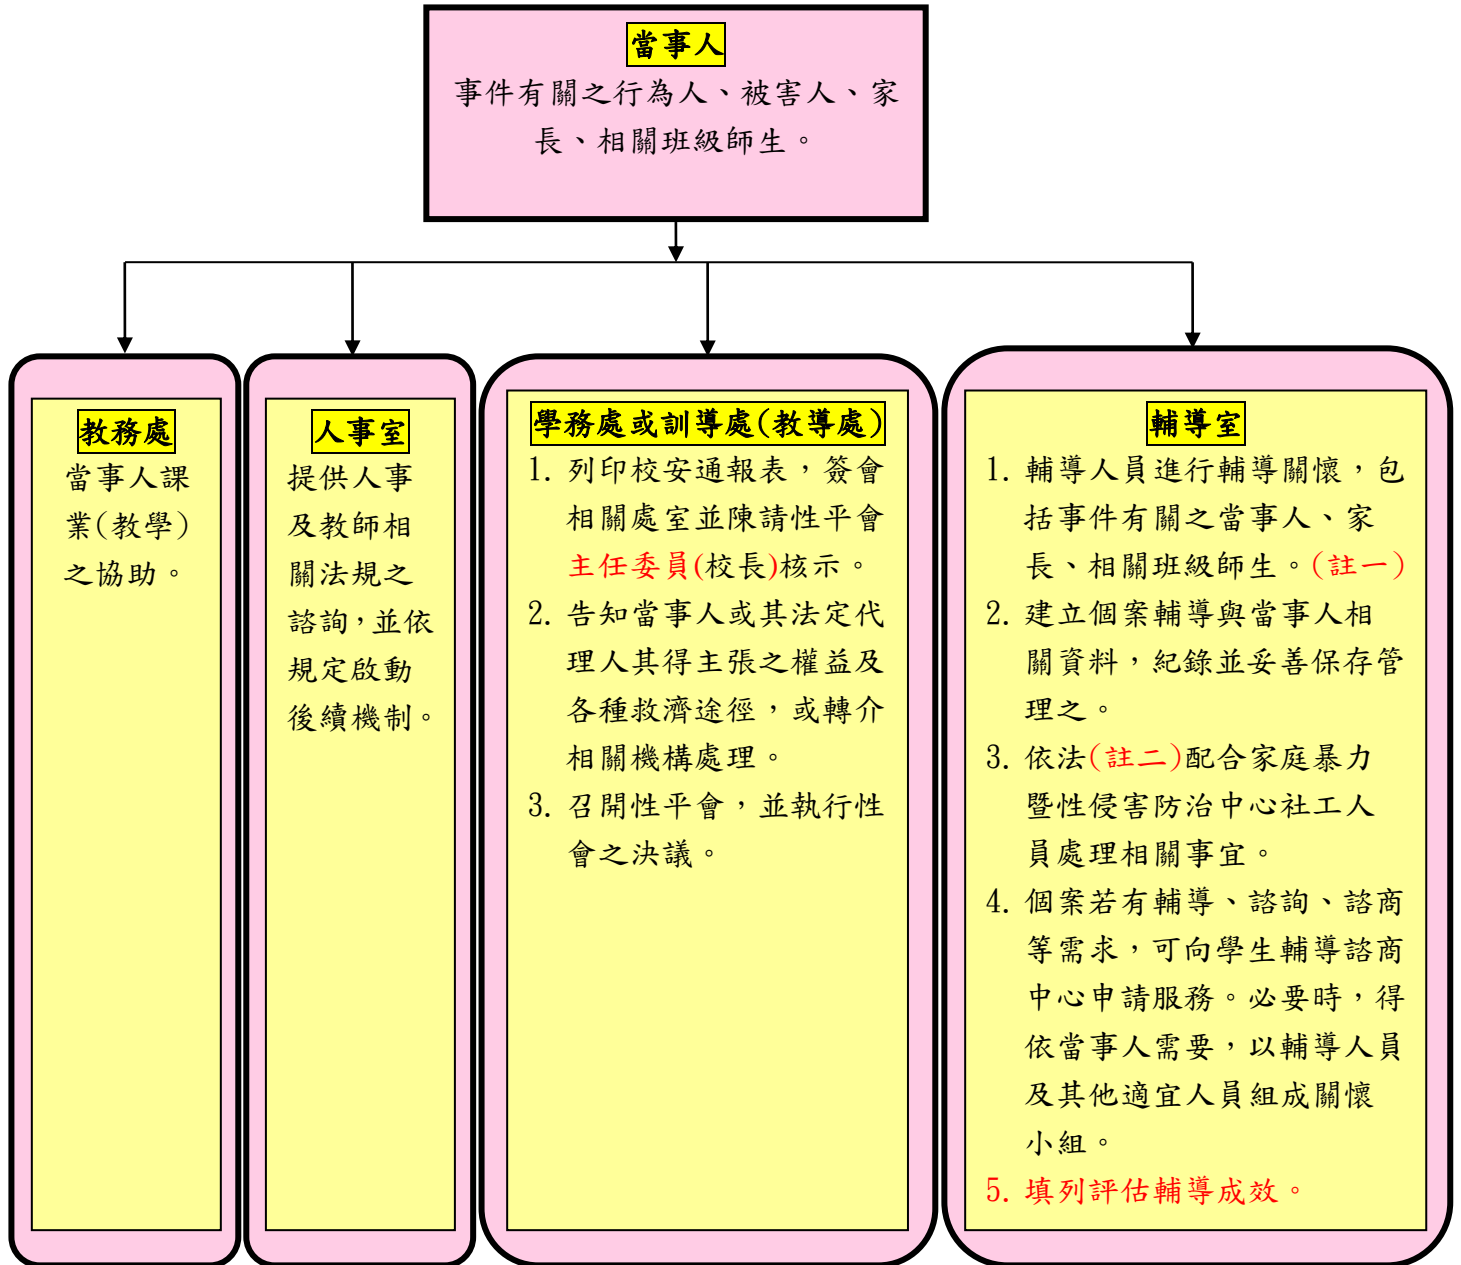 當事人
事件有關之行為人、被害人、家
長、相關班級師生。
教務處
當事人課
業(教學)
之協助。
人事室
提供人事
及教師相
關法規之
諮詢，並依
規定啟動
後續機制。
學務處或訓導處(教導處)
1. 列印校安通報表，簽會
相關處室並陳請性平會
主任委員(校長)核示。
2. 告知當事人或其法定代
理人其得主張之權益及
各種救濟途徑，或轉介
相關機構處理。
3. 召開性平會，並執行性
會之決議。
輔導室
1. 輔導人員進行輔導關懷，包
括事件有關之當事人、家
長、相關班級師生。(註一)
2. 建立個案輔導與當事人相
關資料，紀錄並妥善保存管
理之。
3. 依法(註二)配合家庭暴力
暨性侵害防治中心社工人
員處理相關事宜。
4. 個案若有輔導、諮詢、諮商
等需求，可向學生輔導諮商
中心申請服務。必要時，得
依當事人需要，以輔導人員
及其他適宜人員組成關懷
小組。
5. 填列評估輔導成效。